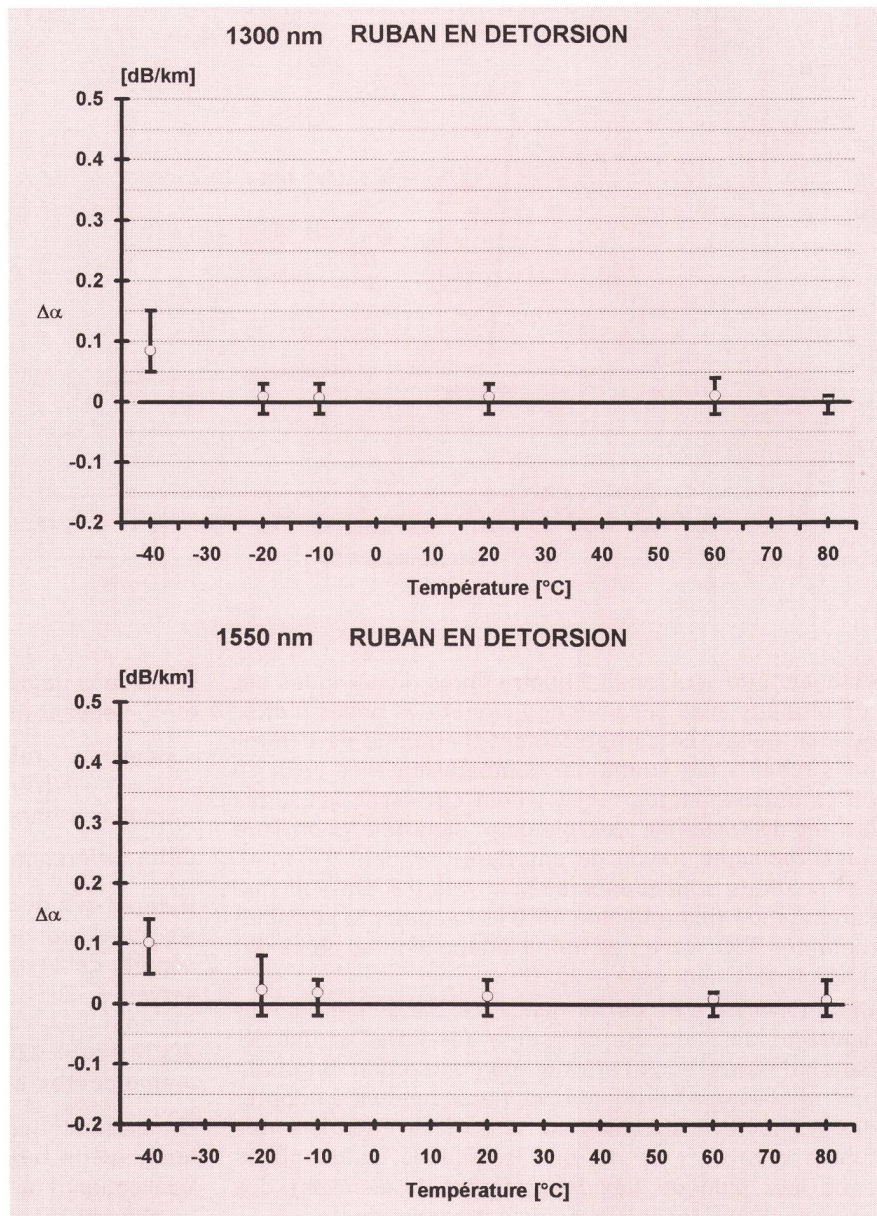 1300 nm RUBAN EN DETORSION
[dB/km]
0.5
0.4
0.3
0.2
Δα
0.1
0
-0.1
-0.2
-40 -30 -20 -10 0 10 20 30 40 50 60 70 80
Température [°C]
1550 nm RUBAN EN DETORSION
[dB/km]
0.5
0.4
0.3
0.2
Δα
0.1
0
-0.1
-0.2
-40 -30 -20 -10 0 10 20 30 40 50 60 70 80
Température [°C]